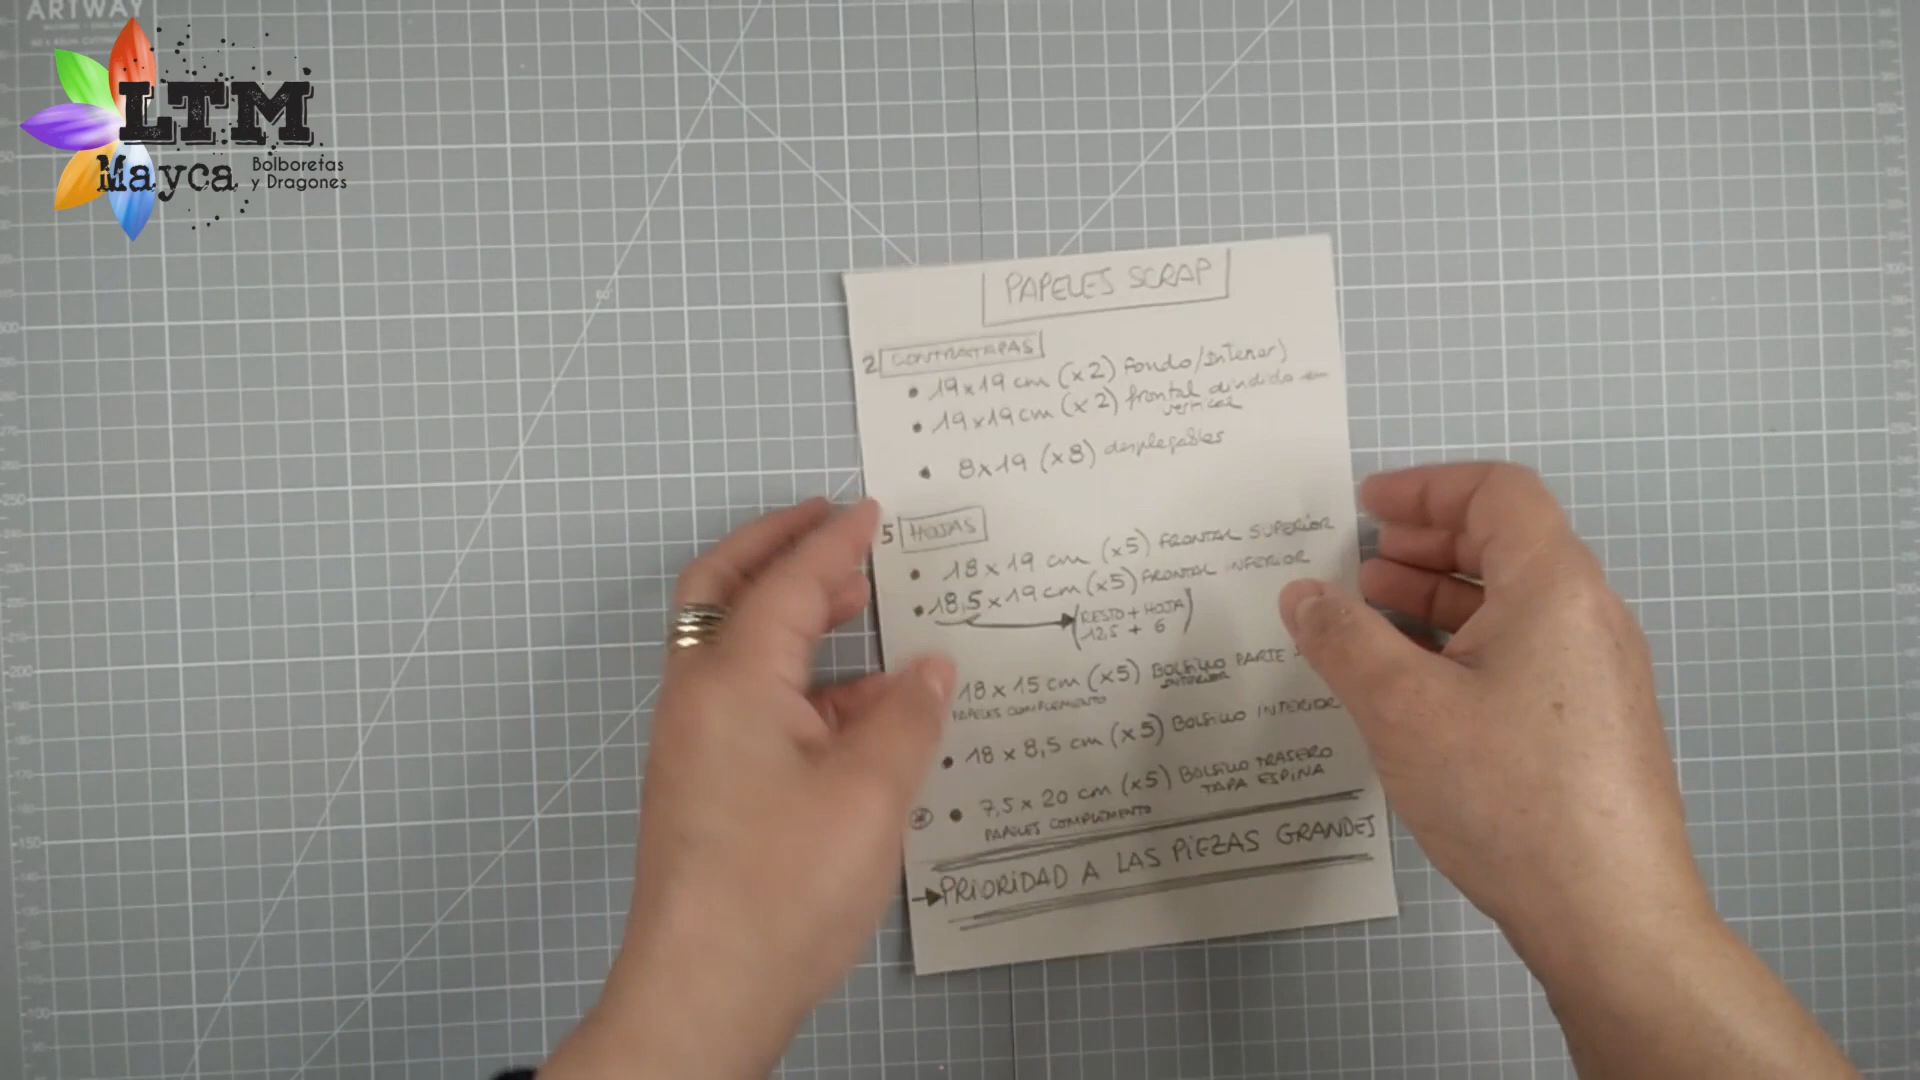 ARTWAY
LTM
Mayca Bolboretas
y Dragones
PAPELES SCRAP
2 CONTRATAPAS
• 19x19 cm (x2) fondo/interior)
• 19x19 cm (x2) frontal dividido en
vertical
• 8x19 (x8) desplegables
5 HOJAS
• 18 x 19 cm (x5) FRONTAL SUPERIOR
• 18,5 x 19 cm (x5) FRONTAL INFERIOR
(RESTO + HOJA
12,5 + 6)
18 x 15 cm (x5) BOLSILLO PARTE
PAPELES COMPLEMENTO
• 18 x 8,5 cm (x5) BOLSILLO INTERIOR
• 7,5 x 20 cm (x5) BOLSILLO TRASERO
TAPA ESPINA
PAPELES COMPLEMENTO
→ PRIORIDAD A LAS PIEZAS GRANDES